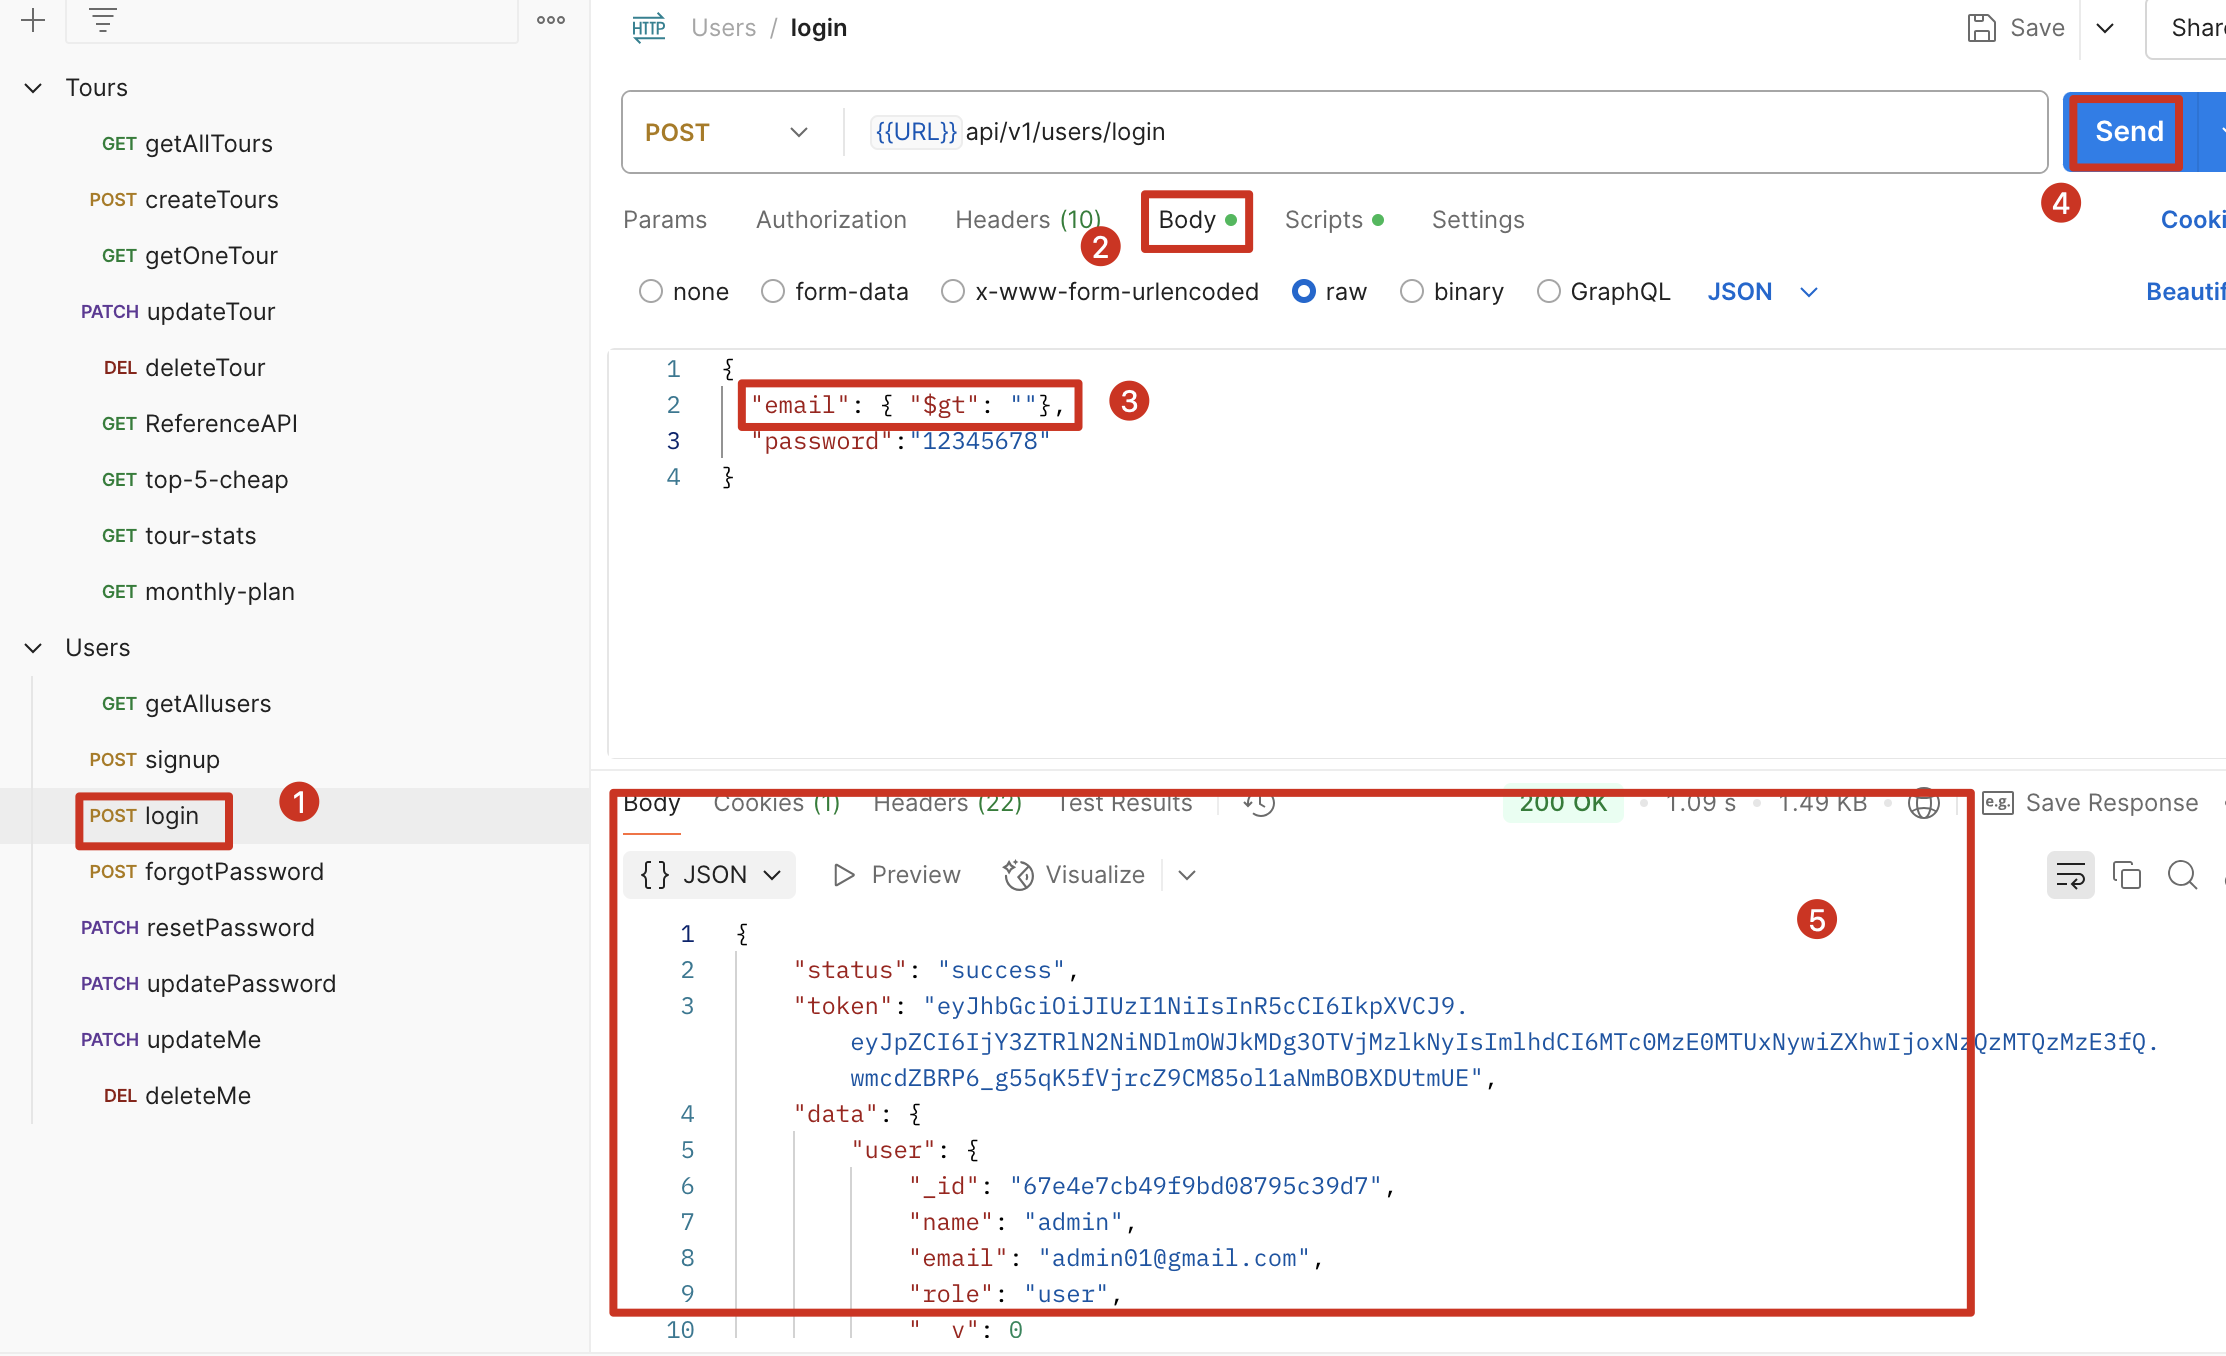 Tours
GET getAllTours
POST createTours
GET getOneTour
PATCH updateTour
DEL deleteTour
GET ReferenceAPI
GET top-5-cheap
GET tour-stats
GET monthly-plan
Users
GET getAllusers
POST signup
POST login
1
POST forgotPassword
PATCH resetPassword
PATCH updatePassword
PATCH updateMe
DEL deleteMe
HTTP Users / login
Save
Share
POST {{URL}} api/v1/users/login
Send
4
Params Authorization Headers (10) Body Scripts Settings
Cooki
2
none form-data x-www-form-urlencoded raw binary GraphQL JSON
Beautif
1 {
2 "email": { "$gt": ""},
3
3 "password":"12345678"
4 }
Body Cookies (1) Headers (22) Test Results
200 OK 1.09 s 1.49 KB e.g. Save Response
{} JSON Preview Visualize
5
1 {
2 "status": "success",
3 "token": "eyJhbGciOiJIUzI1NiIsInR5cCI6IkpXVCJ9.
eyJpZCI6IjY3ZTRlN2NiNDlmOWJkMDg3OTVjMzlkNyIsImlhdCI6MTc0MzE0MTUxNywiZXhwIjoxNzQzMTQzMzE3fQ.
wmcdZBRP6_g55qK5fVjrcZ9CM85ol1aNmBOBXDUtmUE",
4 "data": {
5 "user": {
6 "_id": "67e4e7cb49f9bd08795c39d7",
7 "name": "admin",
8 "email": "admin01@gmail.com",
9 "role": "user",
10 "__v": 0